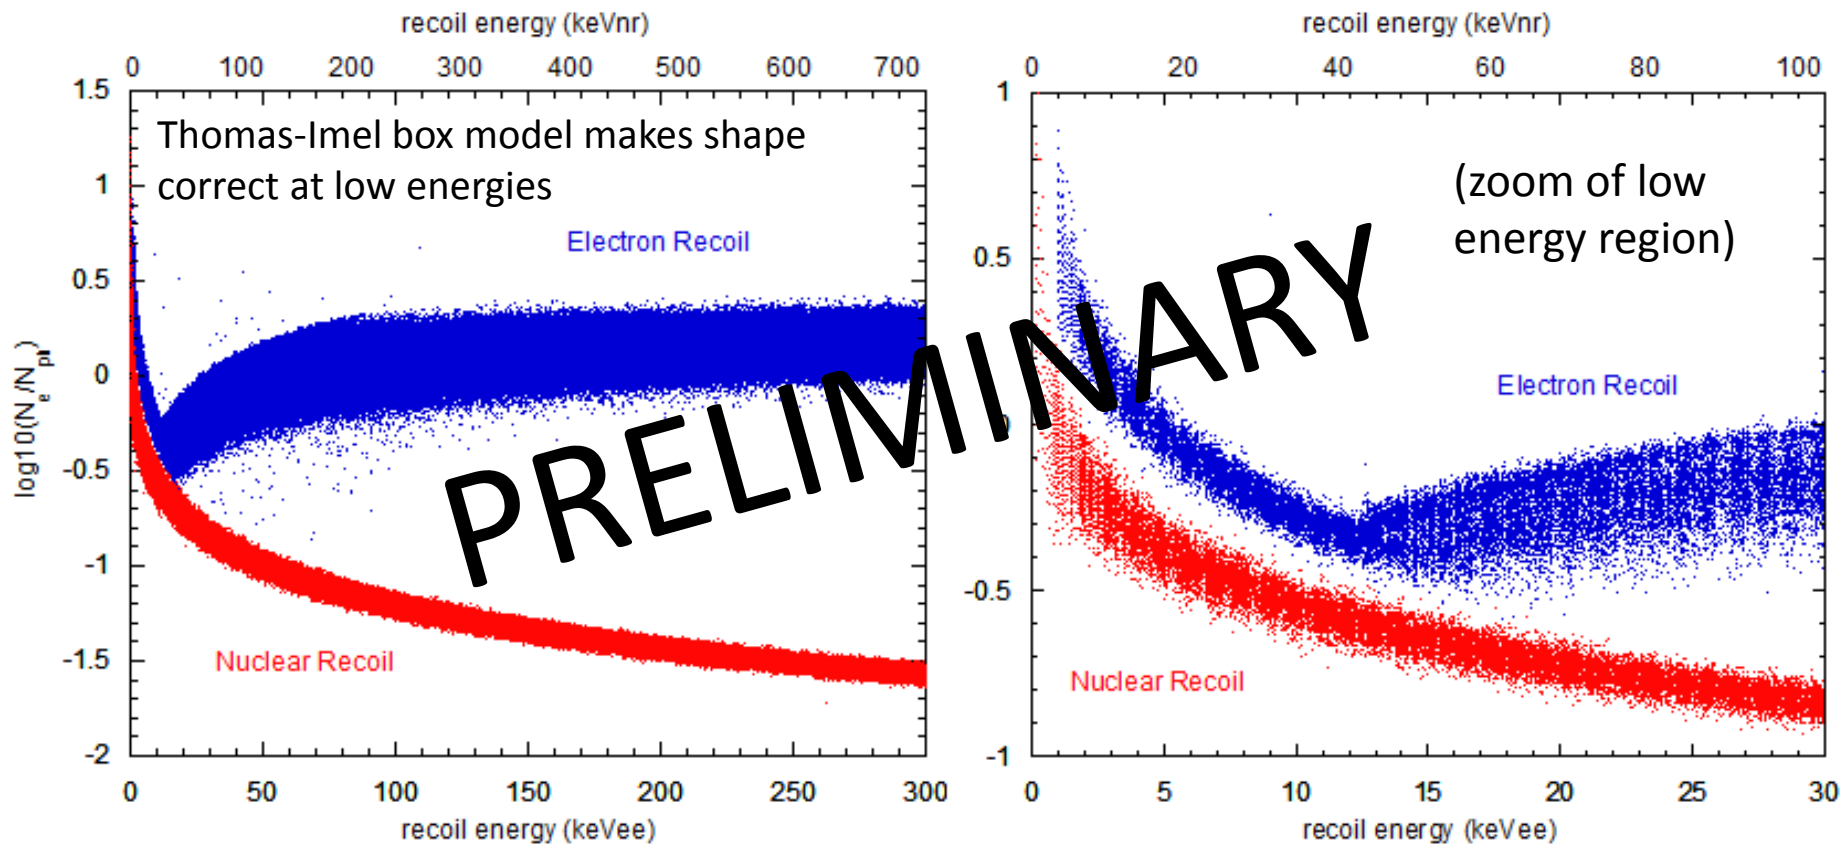 recoil energy (keVnr)
0 100 200 300 400 500 600 700
1.5
1
0.5
0
-0.5
-1
-1.5
-2
log10(N_e/N_ph)
Thomas-Imel box model makes shape
correct at low energies
Electron Recoil
Nuclear Recoil
0 50 100 150 200 250 300
recoil energy (keVee)
PRELIMINARY
recoil energy (keVnr)
0 20 40 60 80 100
1
0.5
0
-0.5
-1
(zoom of low
energy region)
Electron Recoil
Nuclear Recoil
0 5 10 15 20 25 30
recoil energy (keVee)